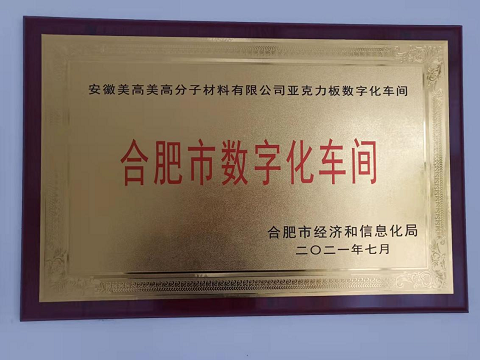 安徽美高美高分子材料有限公司亚克力板数字化车间
合肥市数字化车间
合肥市经济和信息化局
二〇二一年七月